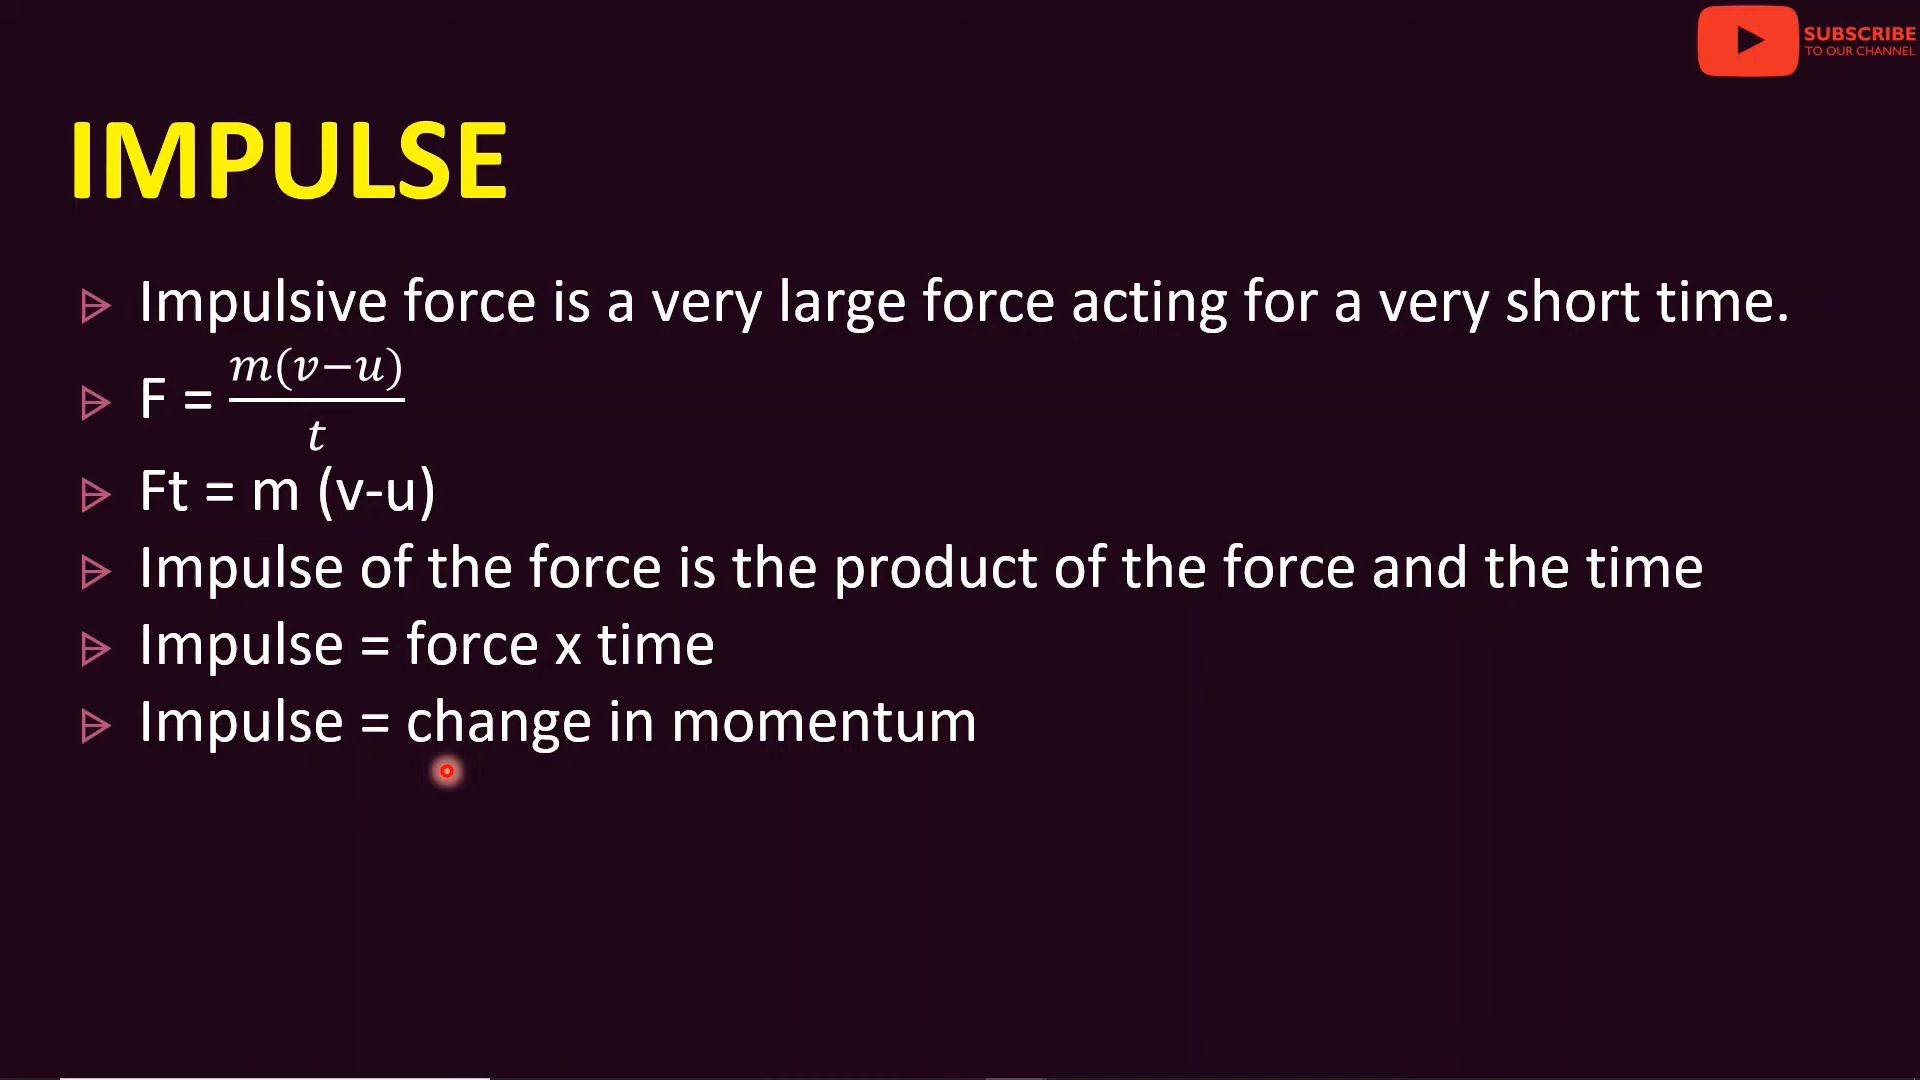 SUBSCRIBE
TO OUR CHANNEL
IMPULSE
Impulsive force is a very large force acting for a very short time.
F = \frac{m(v−u)}{t}
Ft = m (v-u)
Impulse of the force is the product of the force and the time
Impulse = force x time
Impulse = change in momentum